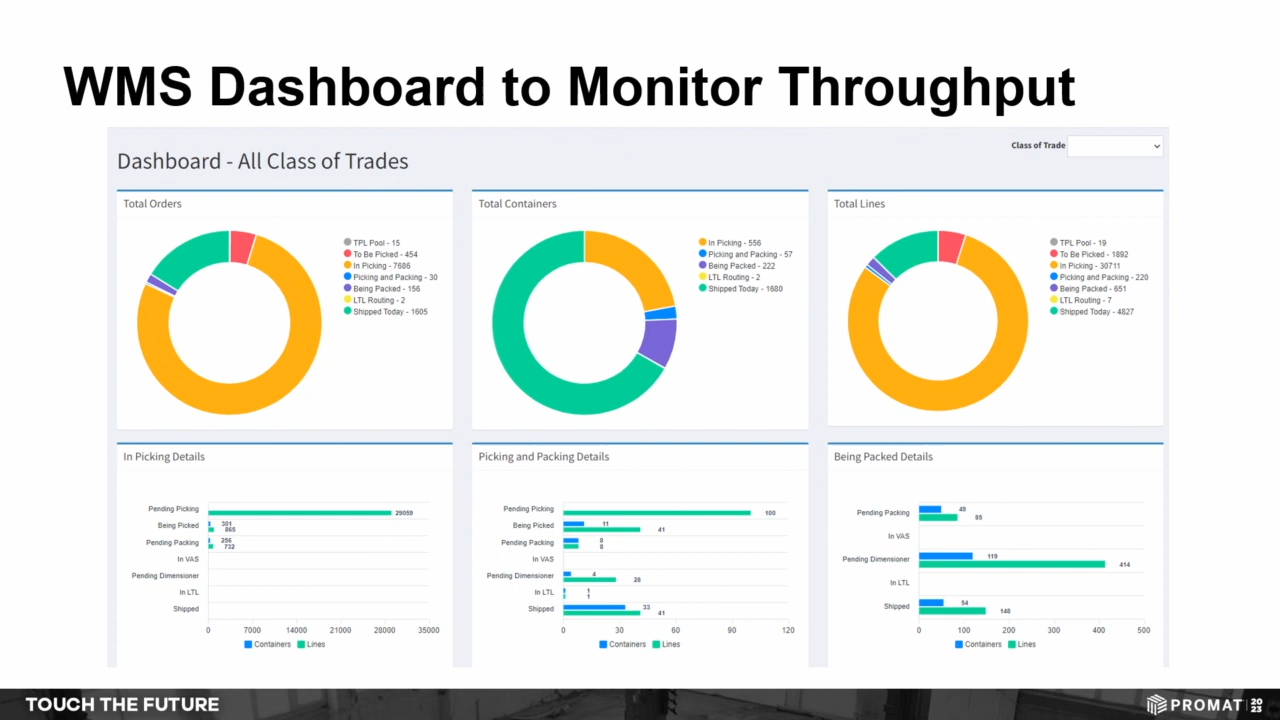 WMS Dashboard to Monitor Throughput
Dashboard - All Class of Trades
Class of Trade
Total Orders
TPL Pool - 15
To Be Picked - 454
In Picking - 7686
Picking and Packing - 30
Being Packed - 156
LTL Routing - 2
Shipped Today - 1605
Total Containers
In Picking - 556
Picking and Packing - 57
Being Packed - 222
LTL Routing - 2
Shipped Today - 1680
Total Lines
TPL Pool - 19
To Be Picked - 1892
In Picking - 30711
Picking and Packing - 220
Being Packed - 651
LTL Routing - 7
Shipped Today - 4827
In Picking Details
Pending Picking 29059
Being Picked 301 865
Pending Packing 256 732
In VAS
Pending Dimensioner
In LTL
Shipped
0 7000 14000 21000 28000 35000
Containers Lines
Picking and Packing Details
Pending Picking 100
Being Picked 11 41
Pending Packing 8 8
In VAS
Pending Dimensioner 4 28
In LTL 1 1
Shipped 33 41
0 30 60 90 120
Containers Lines
Being Packed Details
Pending Packing 49 85
In VAS
Pending Dimensioner 119 414
In LTL
Shipped 54 148
0 100 200 300 400 500
Containers Lines
TOUCH THE FUTURE
PROMAT 2023